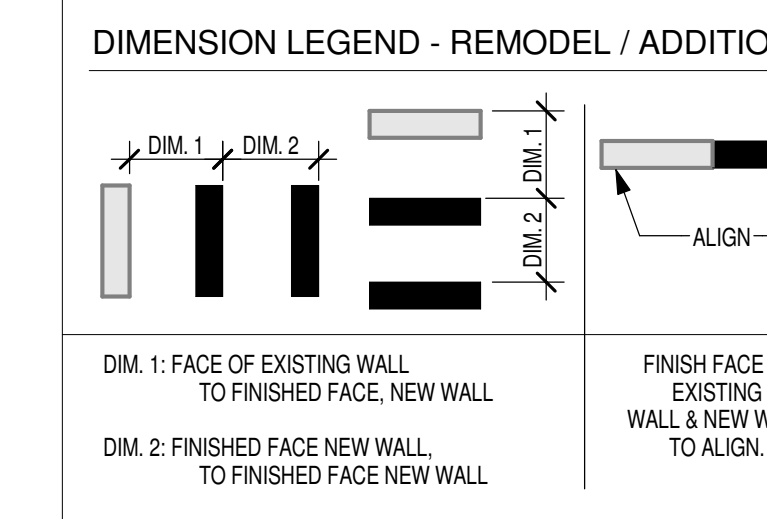 DIMENSION LEGEND - REMODEL / ADDITIO
DIM. 1 DIM. 2
DIM. 1
DIM. 2
ALIGN
DIM. 1: FACE OF EXISTING WALL
TO FINISHED FACE, NEW WALL
DIM. 2: FINISHED FACE NEW WALL,
TO FINISHED FACE NEW WALL
FINISH FACE
EXISTING
WALL & NEW W
TO ALIGN.